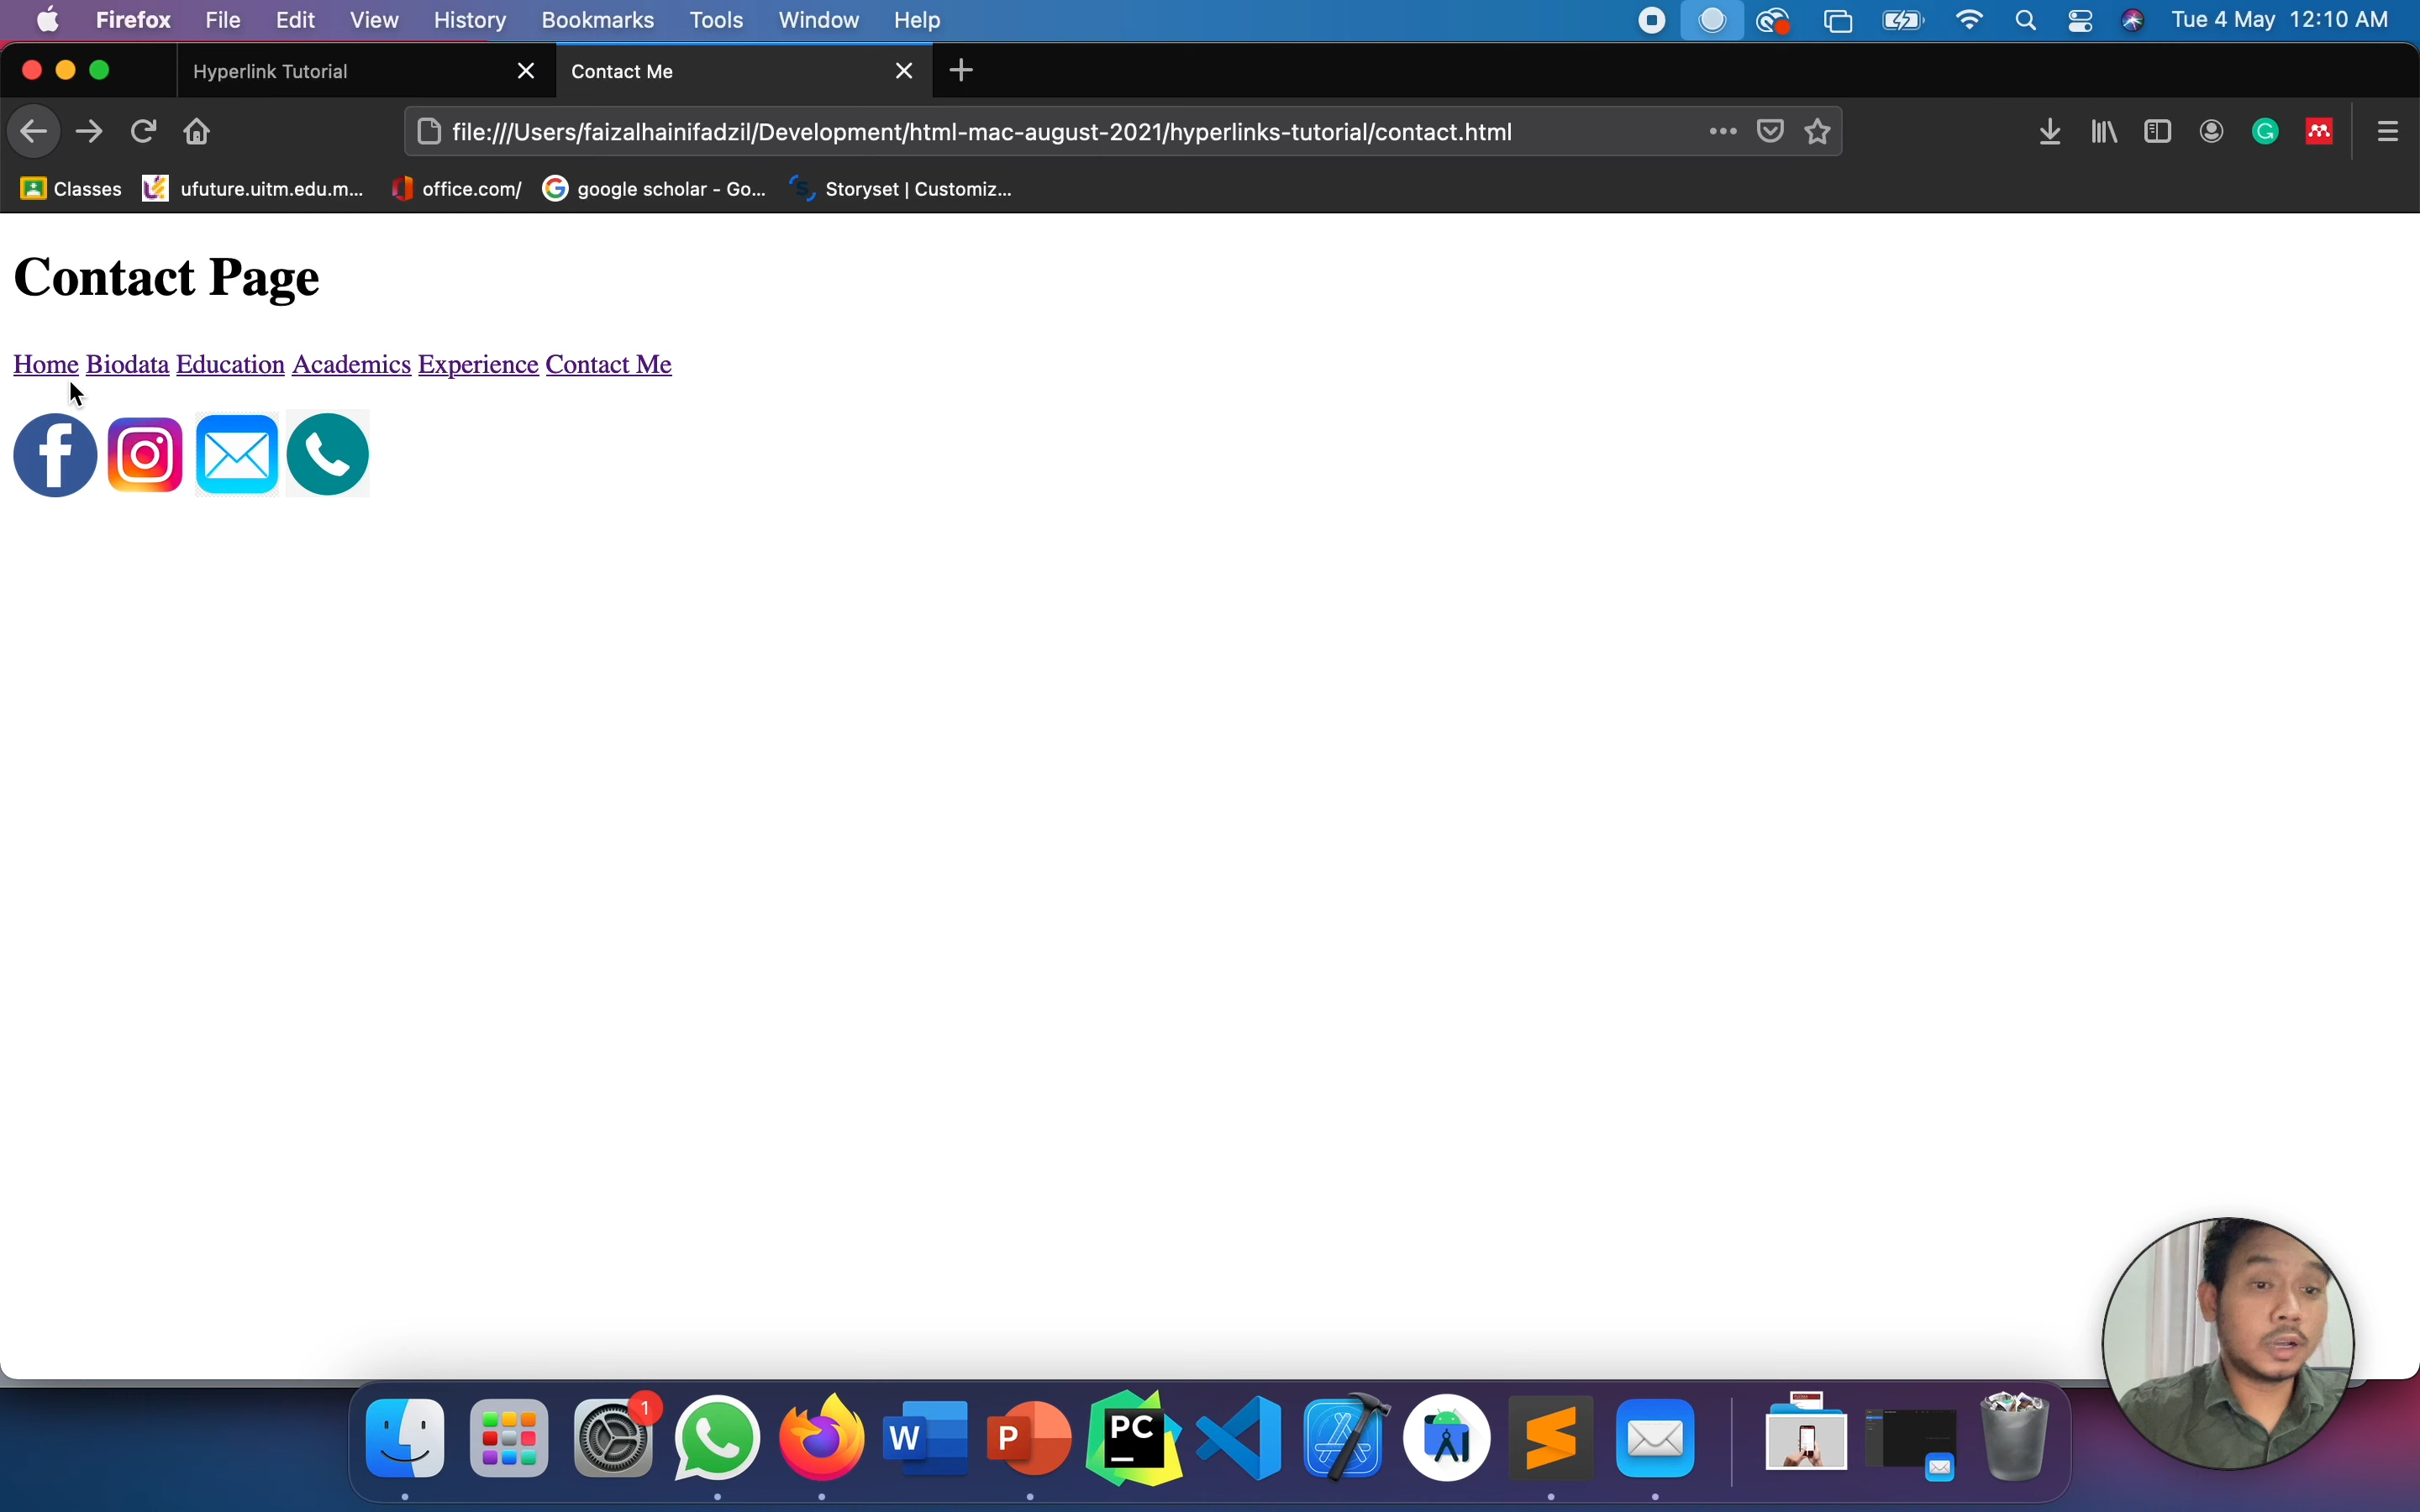 Firefox File Edit View History Bookmarks Tools Window Help Tue 4 May 12:10 AM
Hyperlink Tutorial Contact Me
file:///Users/faizalhainifadzil/Development/html-mac-august-2021/hyperlinks-tutorial/contact.html
Classes ufuture.uitm.edu.m... office.com/ google scholar - Go... Storyset | Customiz...
Contact Page
Home Biodata Education Academics Experience Contact Me
1
W P PC